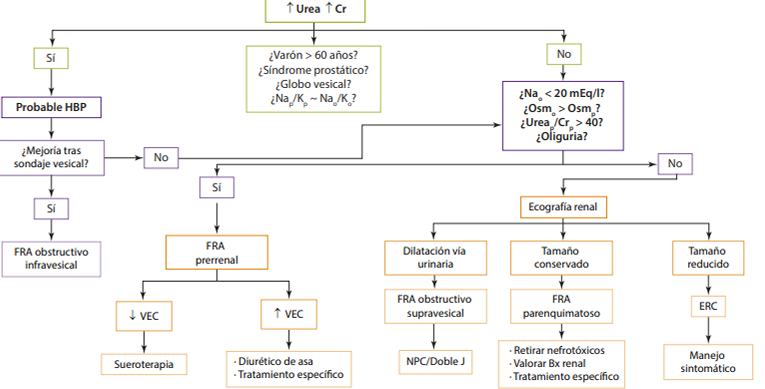 ↑ Urea ↑ Cr
Sí
¿Varón > 60 años?
¿Síndrome prostático?
¿Globo vesical?
¿Nap/Kp ~ Nao/Ko?
No
Probable HBP
¿Nao < 20 mEq/l?
¿Osmo > Osmp?
¿Ureap/Crp > 40?
¿Oliguria?
¿Mejoría tras
sondaje vesical?
No
Sí
No
Sí
Ecografía renal
FRA obstructivo
infravesical
FRA
prerrenal
Dilatación vía
urinaria
Tamaño
conservado
Tamaño
reducido
↓ VEC
↑ VEC
FRA obstructivo
supravesical
FRA
parenquimatoso
ERC
Sueroterapia
· Diurético de asa
· Tratamiento específico
NPC/Doble J
· Retirar nefrotóxicos
· Valorar Bx renal
· Tratamiento específico
Manejo
sintomático